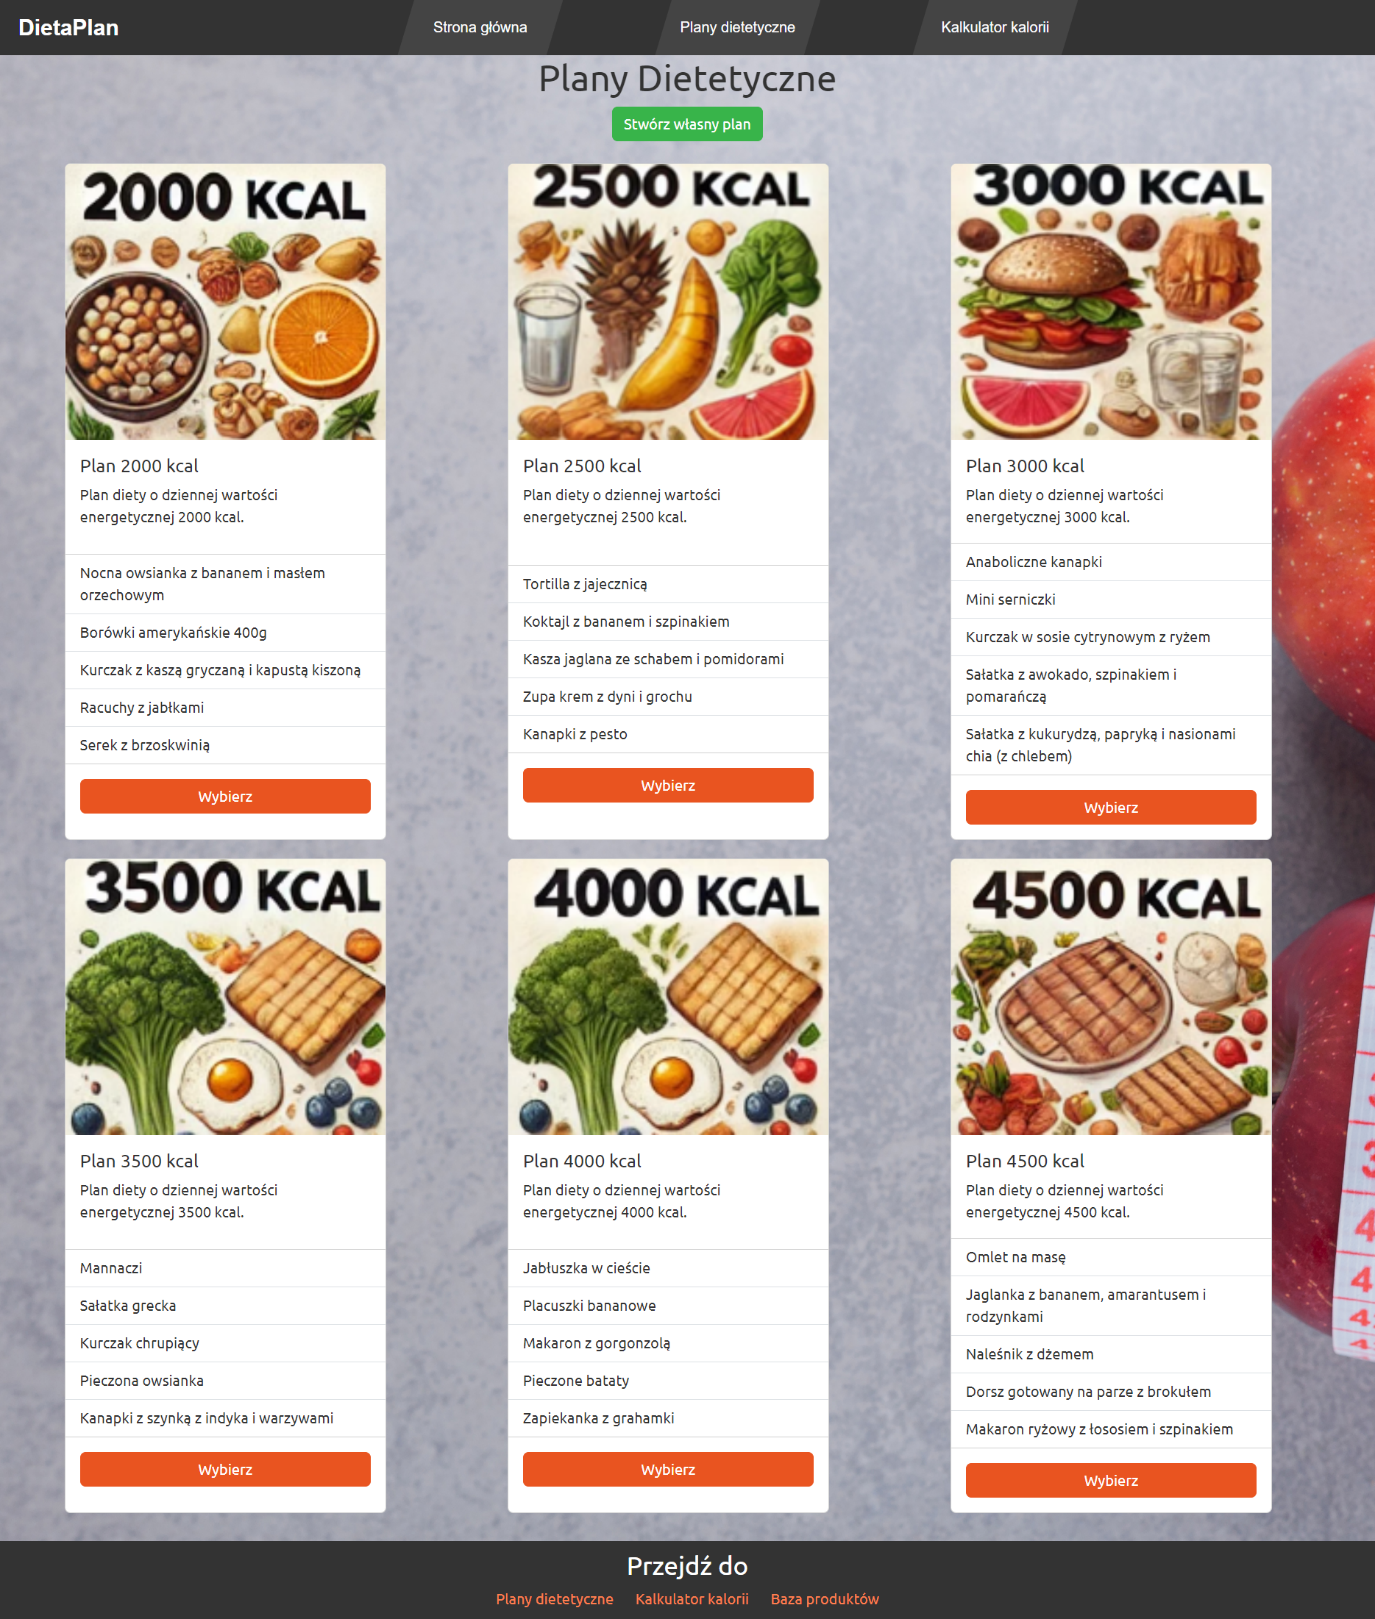 DietaPlan
Strona główna
Plany dietetyczne
Kalkulator kalorii
Plany Dietetyczne
Stwórz własny plan
2000 KCAL
Plan 2000 kcal
Plan diety o dziennej wartości
energetycznej 2000 kcal.
Nocna owsianka z bananem i masłem
orzechowym
Borówki amerykańskie 400g
Kurczak z kaszą gryczaną i kapustą kiszoną
Racuchy z jabłkami
Serek z brzoskwinią
Wybierz
2500 KCAL
Plan 2500 kcal
Plan diety o dziennej wartości
energetycznej 2500 kcal.
Tortilla z jajecznicą
Koktajl z bananem i szpinakiem
Kasza jaglana ze schabem i pomidorami
Zupa krem z dyni i grochu
Kanapki z pesto
Wybierz
3000 KCAL
Plan 3000 kcal
Plan diety o dziennej wartości
energetycznej 3000 kcal.
Anaboliczne kanapki
Mini serniczki
Kurczak w sosie cytrynowym z ryżem
Sałatka z awokado, szpinakiem i
pomarańczą
Sałatka z kukurydzą, papryką i nasionami
chia (z chlebem)
Wybierz
3500 KCAL
Plan 3500 kcal
Plan diety o dziennej wartości
energetycznej 3500 kcal.
Mannaczi
Sałatka grecka
Kurczak chrupiący
Pieczona owsianka
Kanapki z szynką z indyka i warzywami
Wybierz
4000 KCAL
Plan 4000 kcal
Plan diety o dziennej wartości
energetycznej 4000 kcal.
Jabłuszka w cieście
Placuszki bananowe
Makaron z gorgonzolą
Pieczone bataty
Zapiekanka z grahamki
Wybierz
4500 KCAL
Plan 4500 kcal
Plan diety o dziennej wartości
energetycznej 4500 kcal.
Omlet na masę
Jaglanka z bananem, amarantusem i
rodzynkami
Naleśnik z dżemem
Dorsz gotowany na parze z brokułem
Makaron ryżowy z łososiem i szpinakiem
Wybierz
Przejdź do
Plany dietetyczne
Kalkulator kalorii
Baza produktów